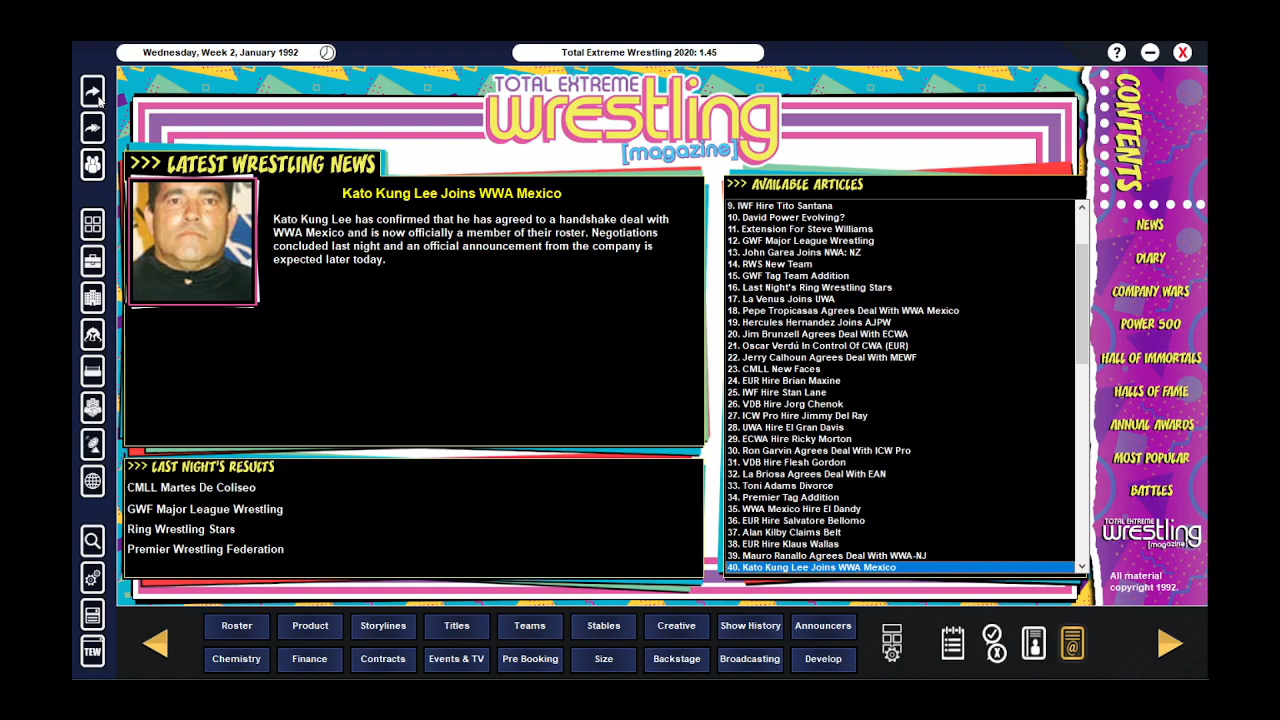 Wednesday, Week 2, January 1992
Total Extreme Wrestling 2020: 1.45
?
X
TOTAL EXTREME
wrestling
[magazine]
>>> LATEST WRESTLING NEWS
Kato Kung Lee Joins WWA Mexico
Kato Kung Lee has confirmed that he has agreed to a handshake deal with
WWA Mexico and is now officially a member of their roster. Negotiations
concluded last night and an official announcement from the company is
expected later today.
>>> LAST NIGHT'S RESULTS
CMLL Martes De Coliseo
GWF Major League Wrestling
Ring Wrestling Stars
Premier Wrestling Federation
>>> AVAILABLE ARTICLES
9. IWF Hire Tito Santana
10. David Power Evolving?
11. Extension For Steve Williams
12. GWF Major League Wrestling
13. John Garea Joins NWA: NZ
14. RWS New Team
15. GWF Tag Team Addition
16. Last Night's Ring Wrestling Stars
17. La Venus Joins UWA
18. Pepe Tropicasas Agrees Deal With WWA Mexico
19. Hercules Hernandez Joins AJPW
20. Jim Brunzell Agrees Deal With ECWA
21. Oscar Verdú In Control Of CWA (EUR)
22. Jerry Calhoun Agrees Deal With MEWF
23. CMLL New Faces
24. EUR Hire Brian Maxine
25. IWF Hire Stan Lane
26. VDB Hire Jorg Chenok
27. ICW Pro Hire Jimmy Del Ray
28. UWA Hire El Gran Davis
29. ECWA Hire Ricky Morton
30. Ron Garvin Agrees Deal With ICW Pro
31. VDB Hire Flesh Gordon
32. La Briosa Agrees Deal With EAN
33. Toni Adams Divorce
34. Premier Tag Addition
35. WWA Mexico Hire El Dandy
36. EUR Hire Salvatore Bellomo
37. Alan Kilby Claims Belt
38. EUR Hire Klaus Wallas
39. Mauro Ranallo Agrees Deal With WWA-NJ
40. Kato Kung Lee Joins WWA Mexico
CONTENTS
NEWS
DIARY
COMPANY WARS
POWER 500
HALL OF IMMORTALS
HALLS OF FAME
ANNUAL AWARDS
MOST POPULAR
BATTLES
TOTAL EXTREME
wrestling
[magazine]
All material
copyright 1992.
TEW
Roster
Product
Storylines
Titles
Teams
Stables
Creative
Show History
Announcers
Chemistry
Finance
Contracts
Events & TV
Pre Booking
Size
Backstage
Broadcasting
Develop